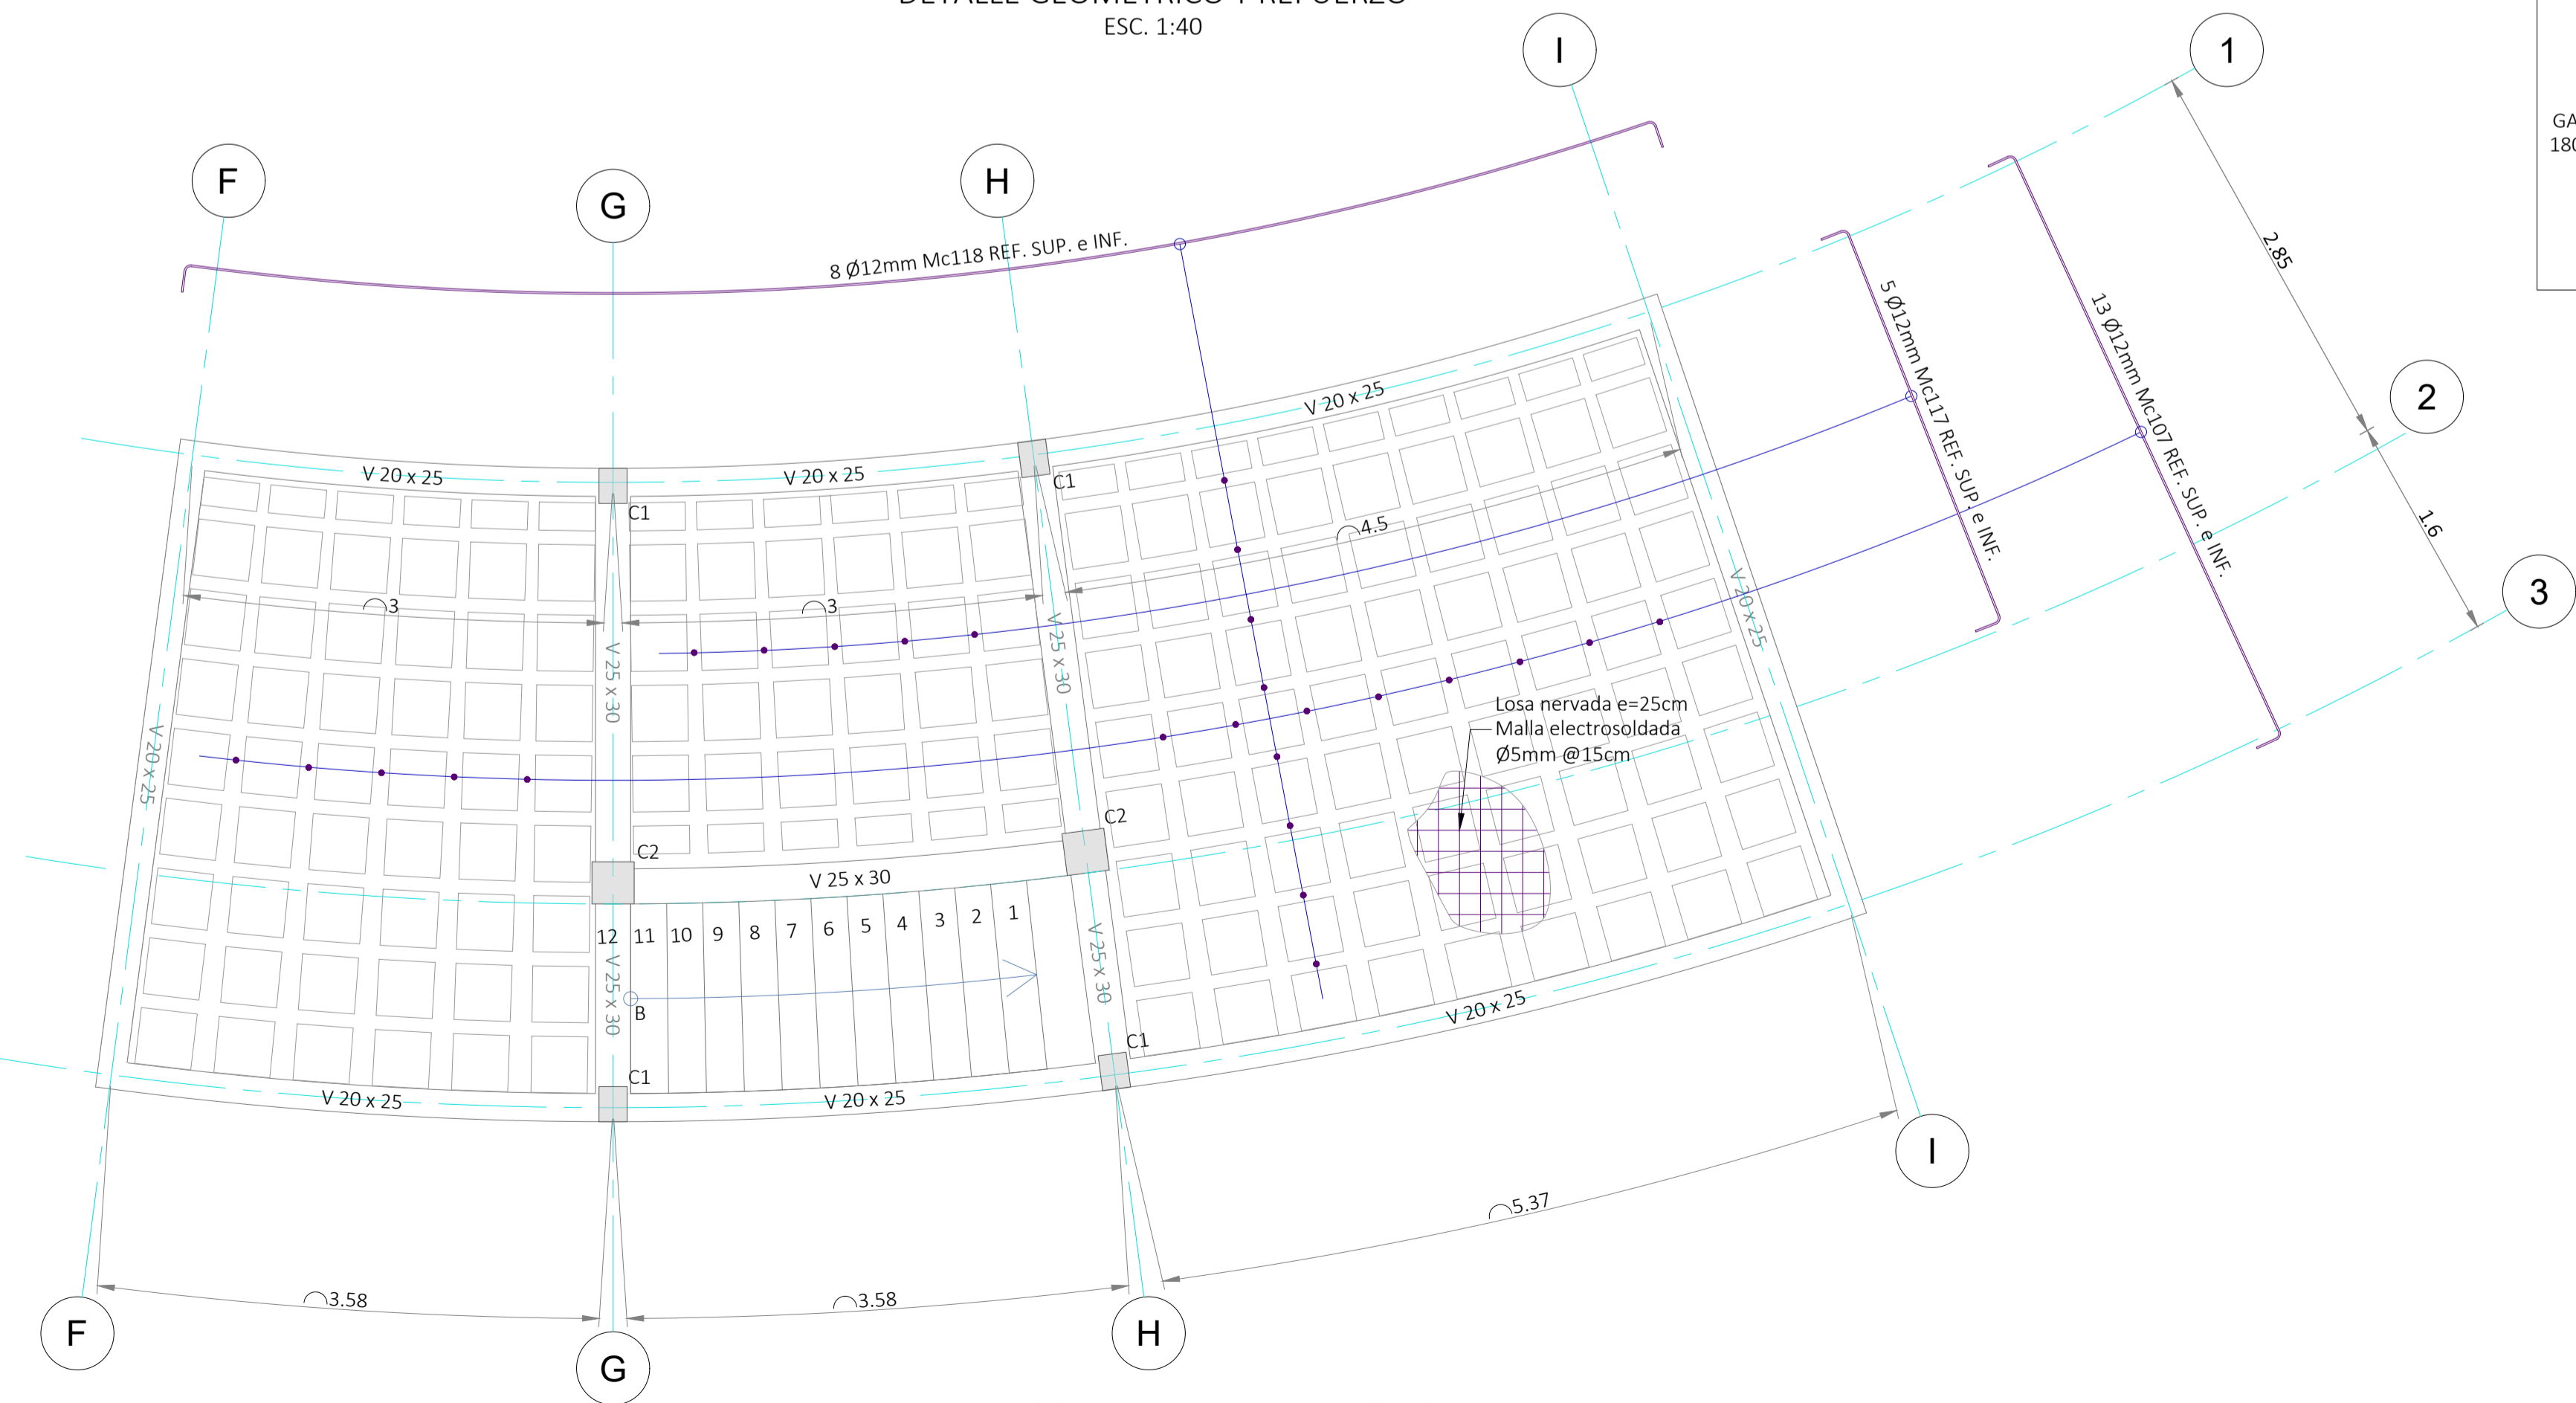 ESC. 1:40
I
1
GA
180
F
G
H
2.85
8 Ø12mm Mc118 REF. SUP. e INF.
5 Ø12mm Mc117 REF. SUP. e INF.
13 Ø12mm Mc107 REF. SUP. e INF.
2
V 20 x 25
V 20 x 25
V 20 x 25
C1
C1
4.5
1.6
3
3
3
V 20 x 25
V 25 x 30
V 25 x 30
V 20 x 25
Losa nervada e=25cm
Malla electrosoldada
Ø5mm @15cm
C2
C2
V 25 x 30
12
11
10
9
8
7
6
5
4
3
2
1
V 25 x 30
V 25 x 30
B
V 20 x 25
C1
C1
V 20 x 25
V 20 x 25
I
5.37
3.58
3.58
F
G
H